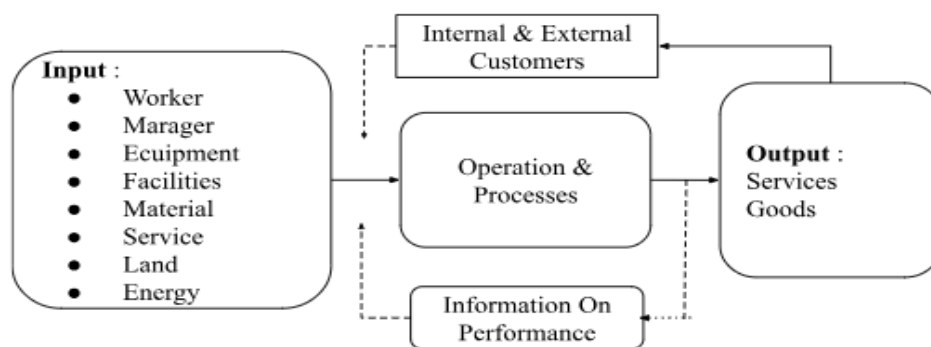 Input :
● Worker
● Marager
● Ecuipment
● Facilities
● Material
● Service
● Land
● Energy
Internal & External
Customers
Operation &
Processes
Information On
Performance
Output :
Services
Goods